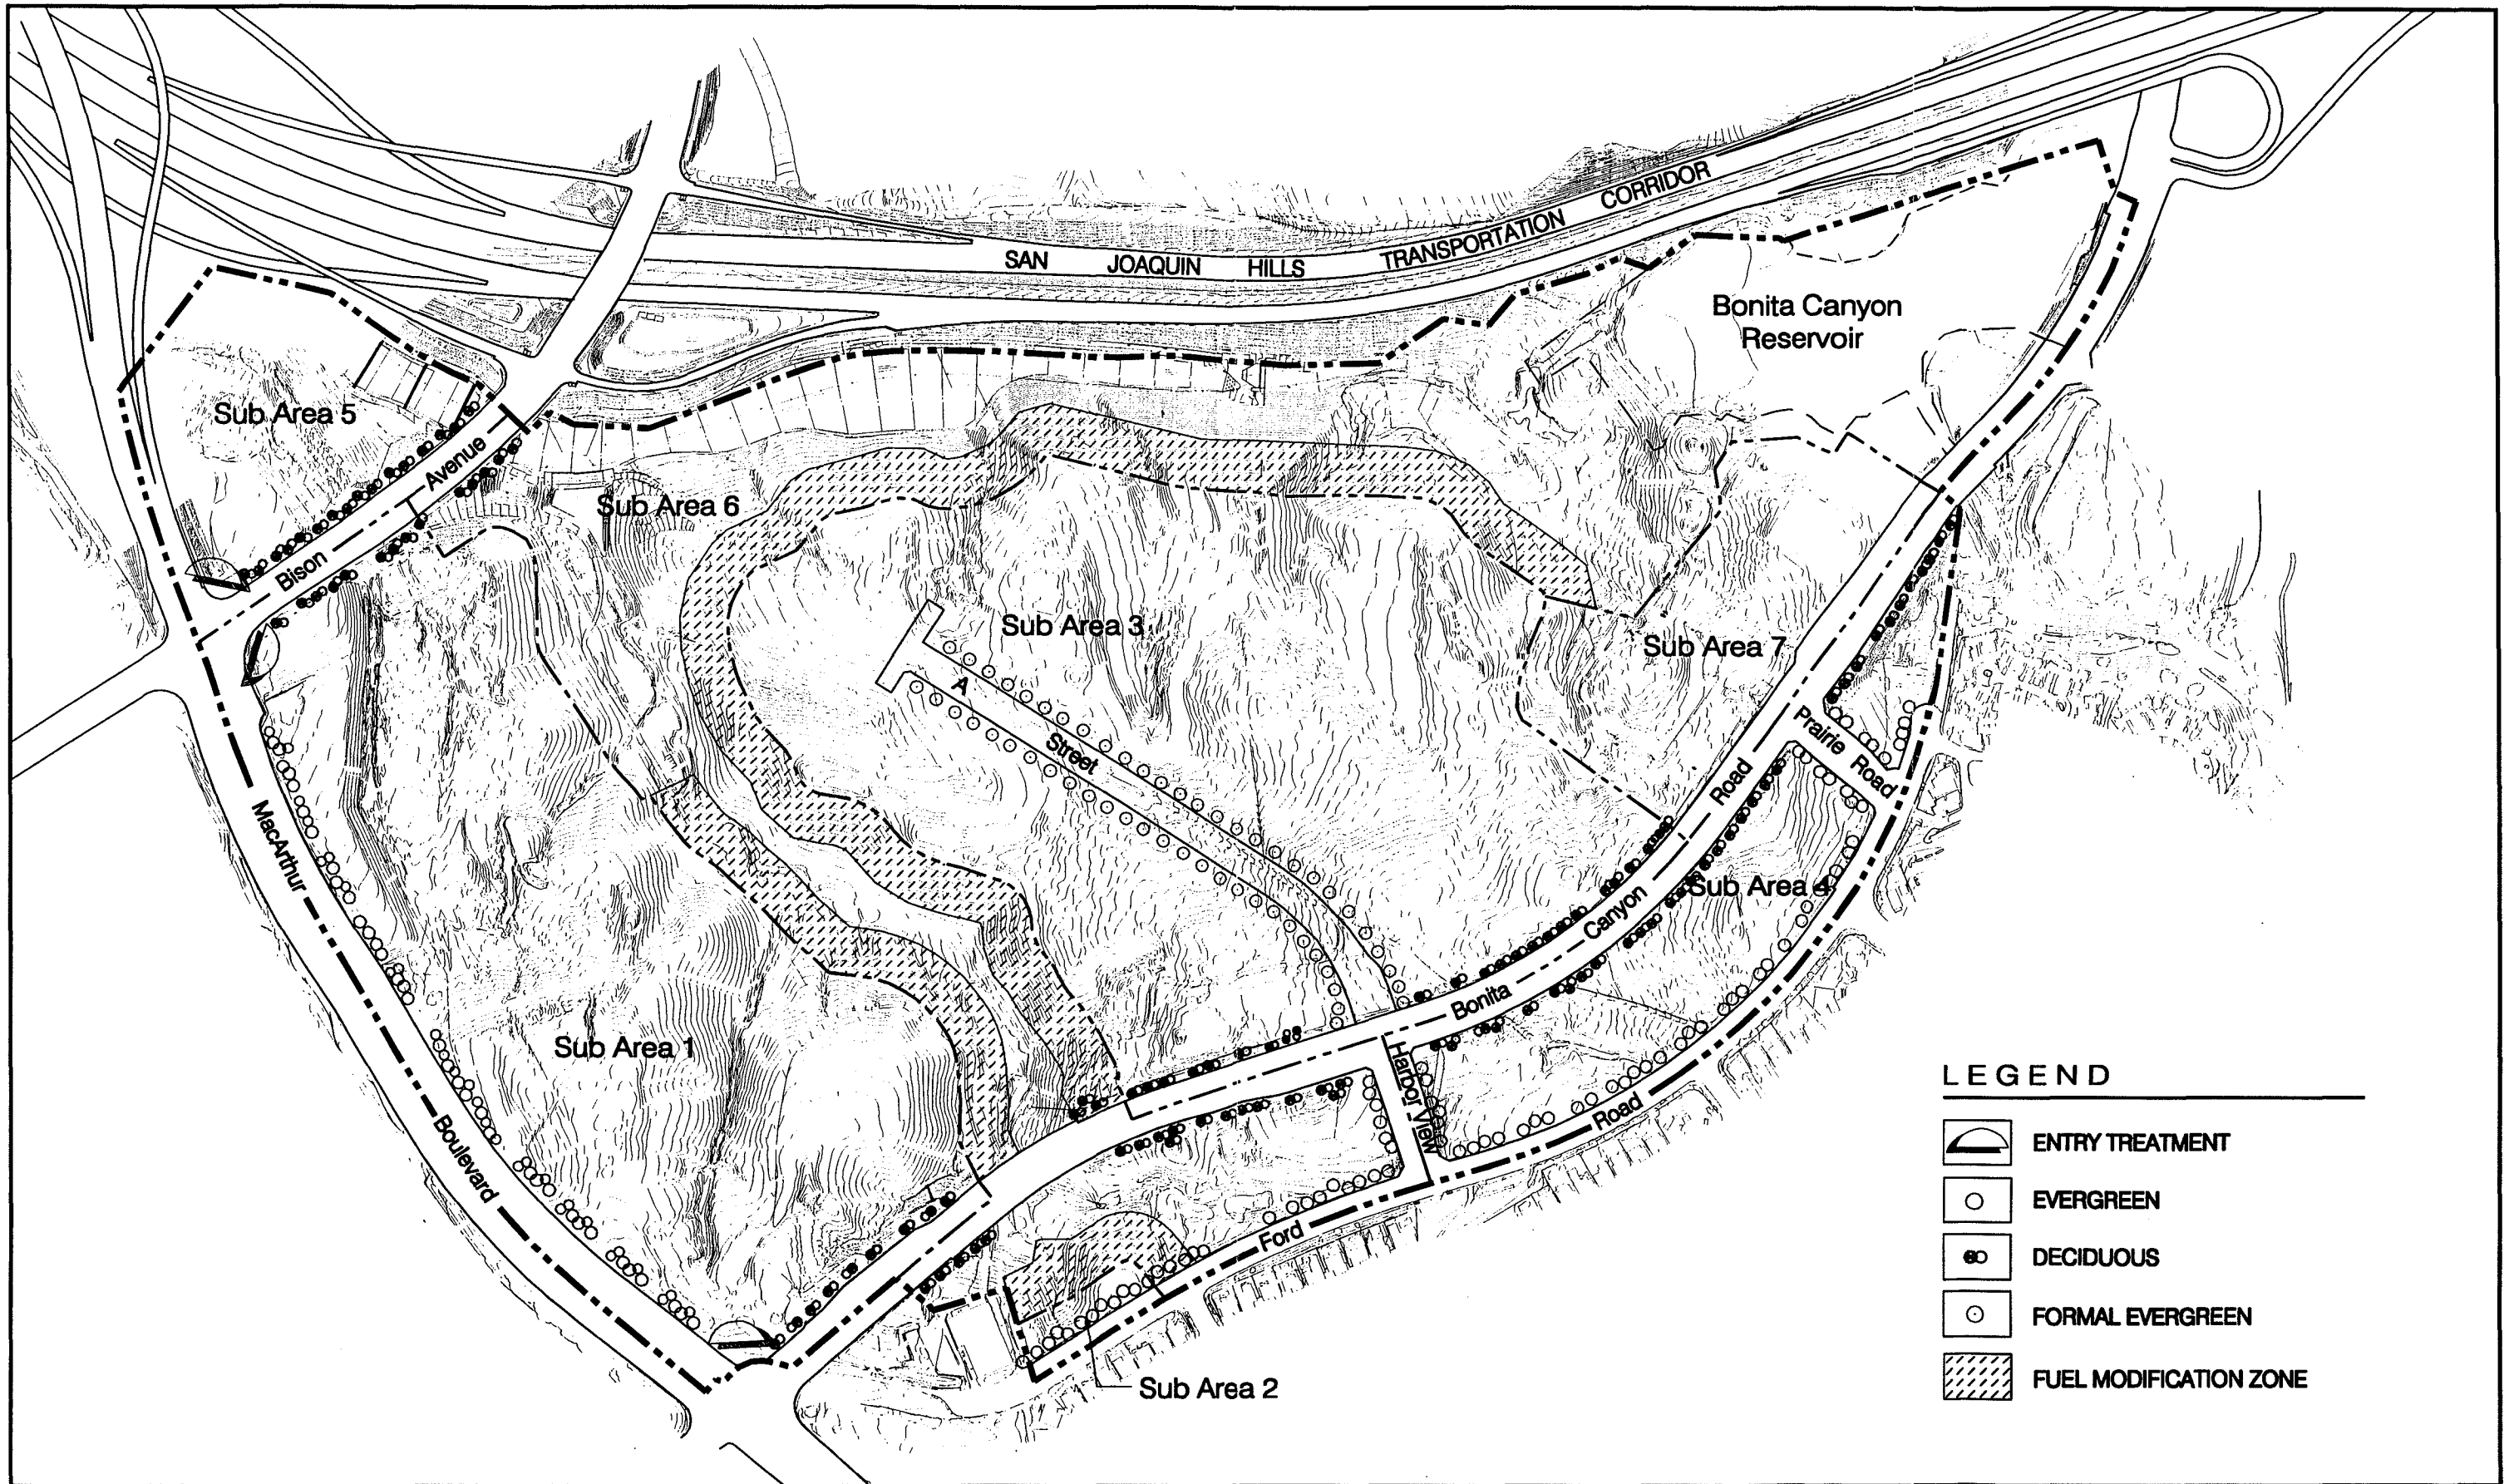 SAN JOAQUIN HILLS TRANSPORTATION CORRIDOR
Bonita Canyon
Reservoir
Sub Area 5
Bison Avenue
Sub Area 6
Sub Area 3
A Street
Sub Area 7
Prairie Road
MacArthur Boulevard
Sub Area 4
Bonita Canyon Road
Sub Area 1
Harbor View
Ford Road
Sub Area 2
LEGEND
ENTRY TREATMENT
EVERGREEN
DECIDUOUS
FORMAL EVERGREEN
FUEL MODIFICATION ZONE